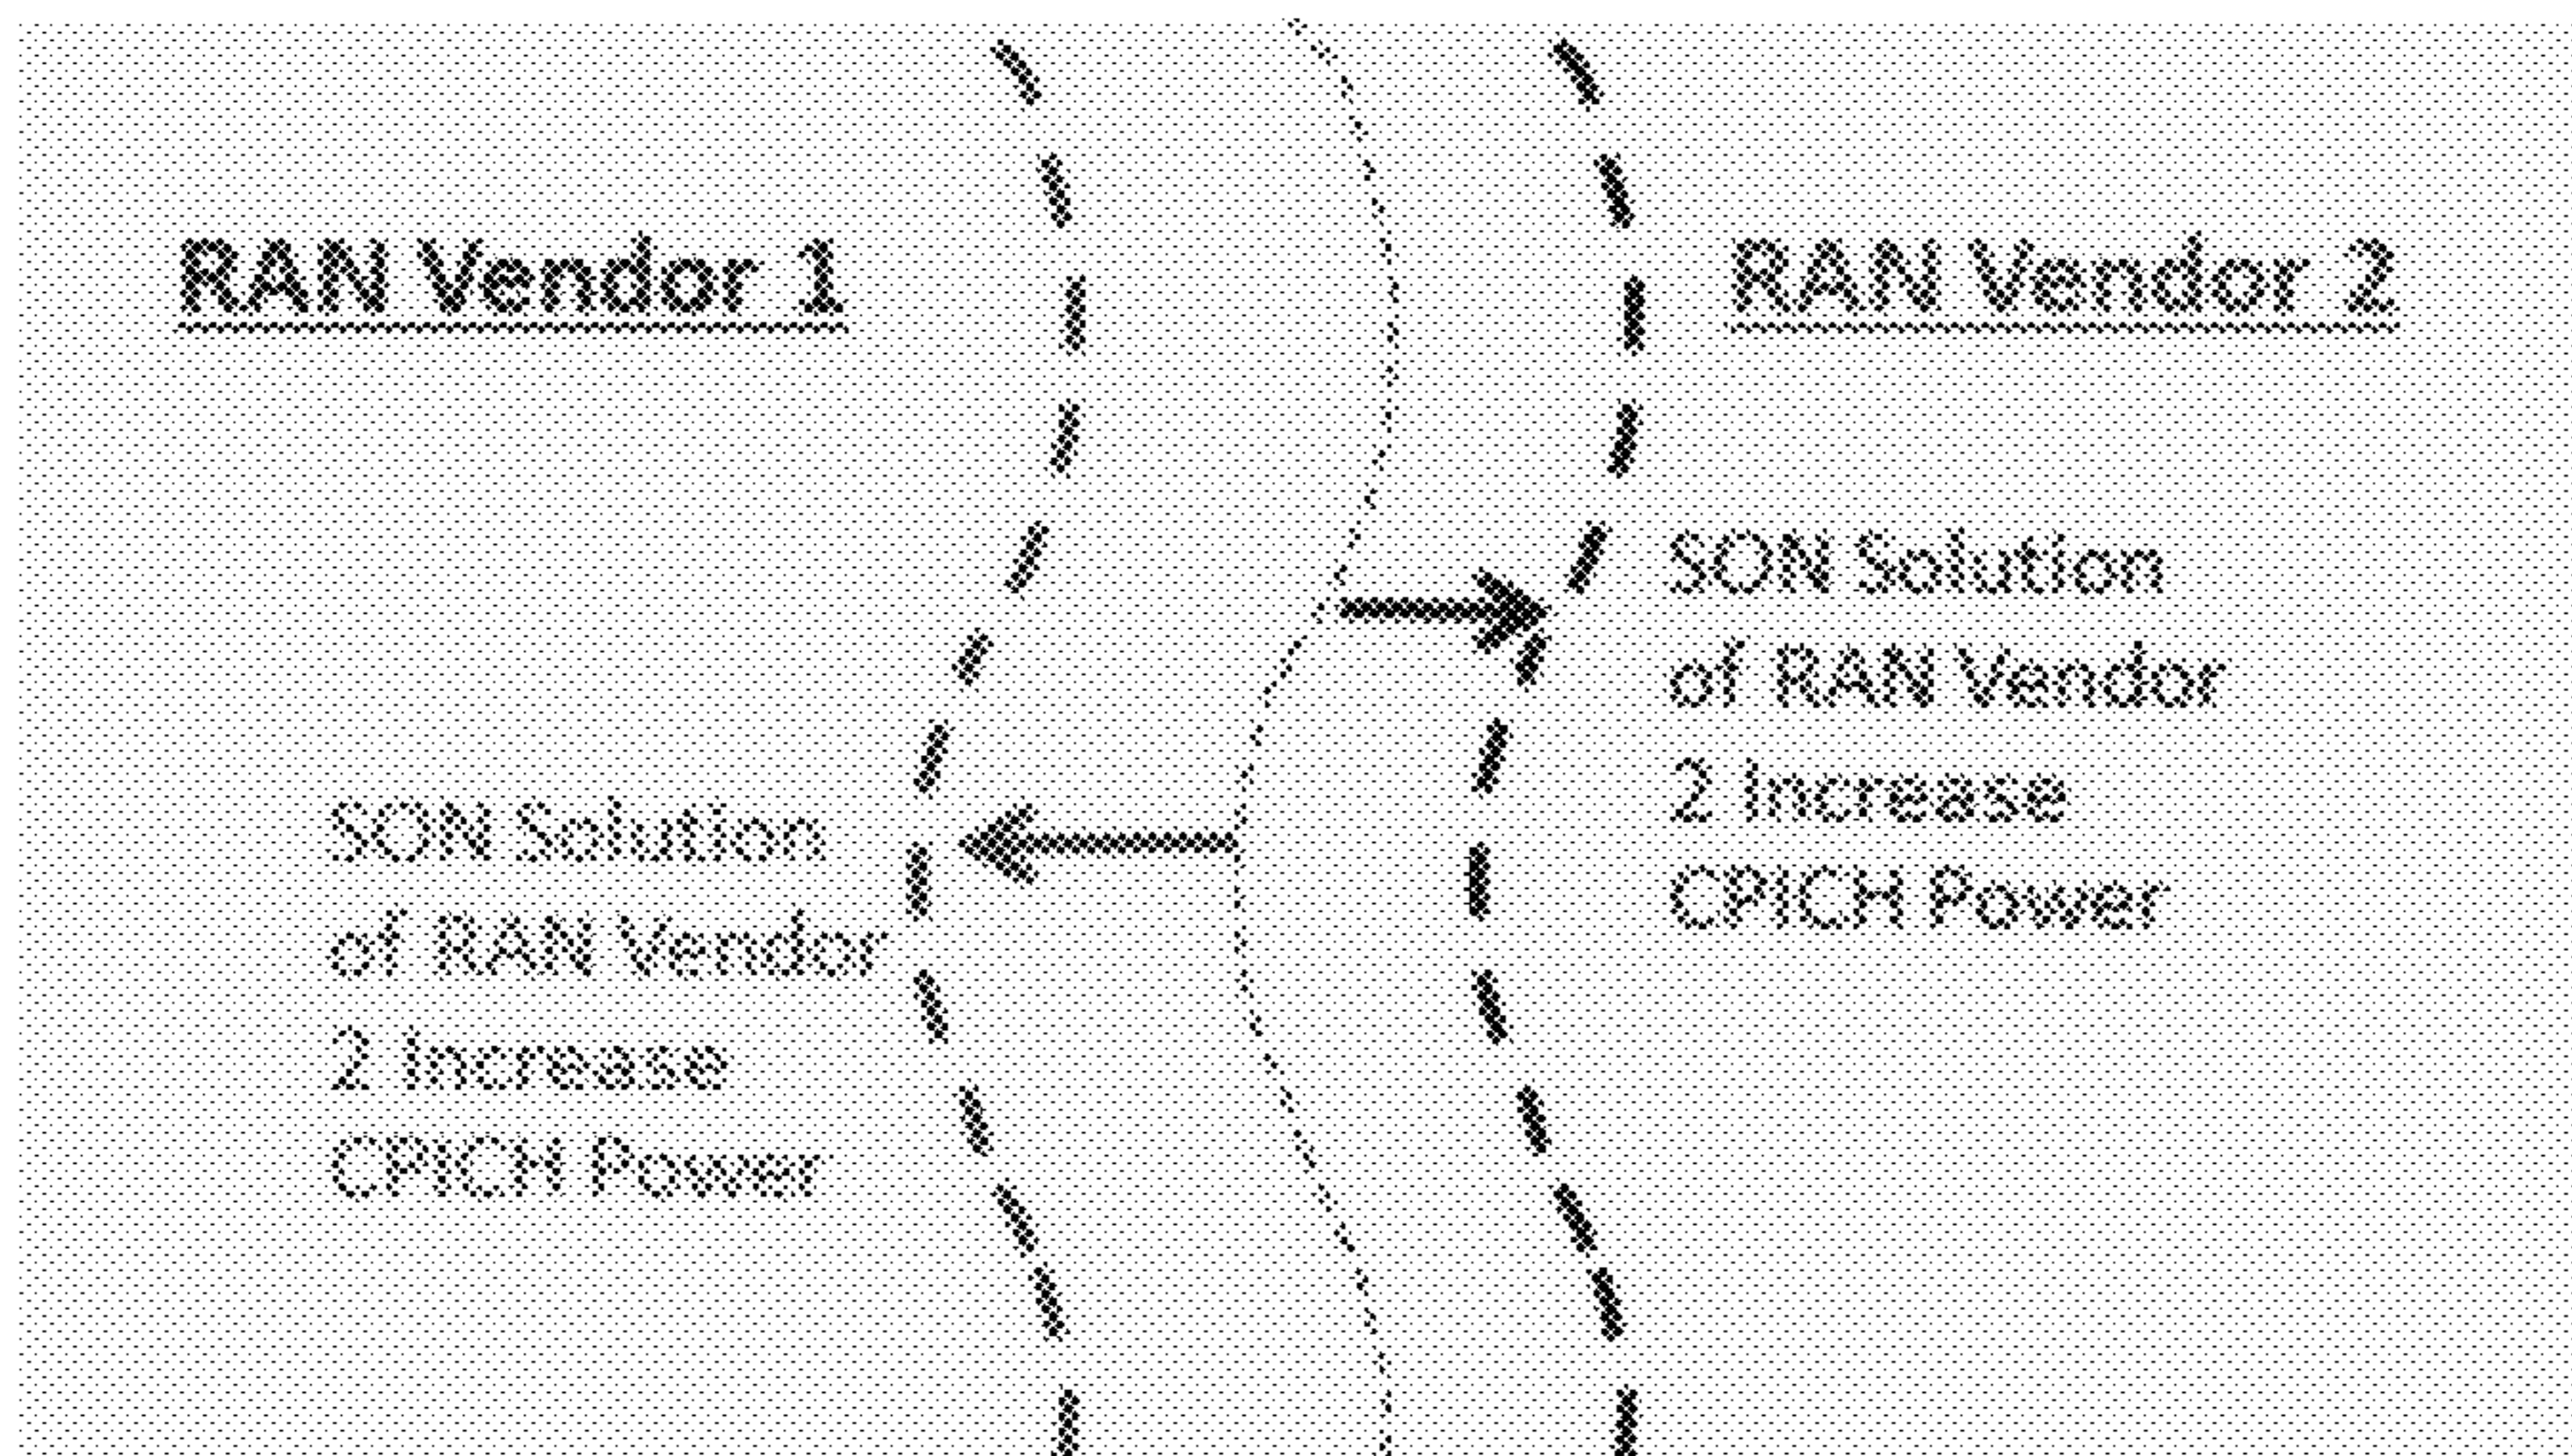 RAN Vendor 1
RAN Vendor 2
SON Solution
of RAN Vendor
2 Increase
CPICH Power
SON Solution
of RAN Vendor
2 Increase
CPICH Power